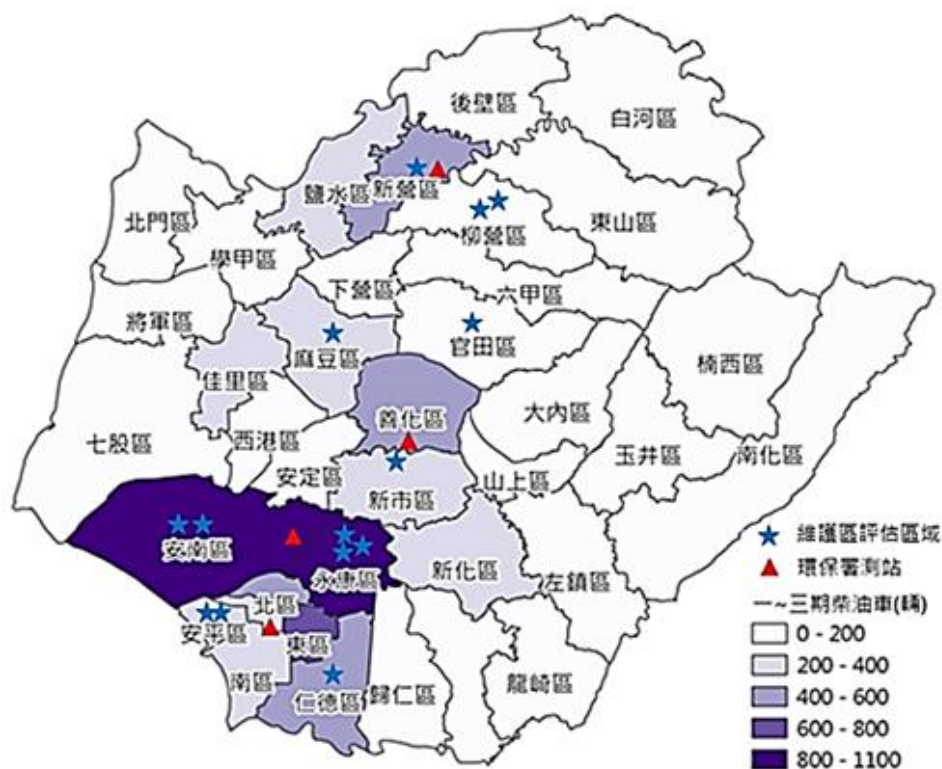 後壁區
白河區
鹽水區
新營區
北門區
柳營區
東山區
學甲區
下營區
六甲區
將軍區
麻豆區
官田區
楠西區
佳里區
善化區
大內區
七股區
西港區
安定區
新市區
山上區
玉井區
南化區
安南區
永康區
新化區
左鎮區
北區
安平區
東區
南區
仁德區
歸仁區
龍崎區
維護區評估區域
環保署測站
一~三期柴油車(輛)
0 - 200
200 - 400
400 - 600
600 - 800
800 - 1100